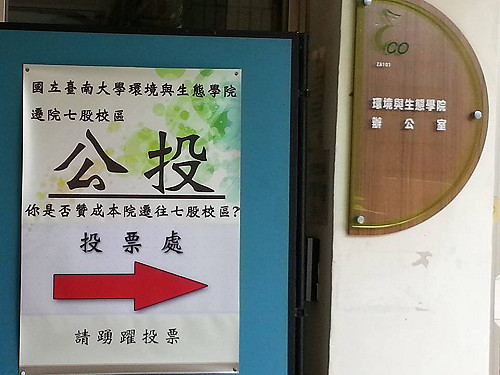 國立臺南大學環境與生態學院
遷院七股校區
公投
你是否贊成本院遷往七股校區?
投票處
請踴躍投票
Eco
ZA101
環境與生態學院
辦公室